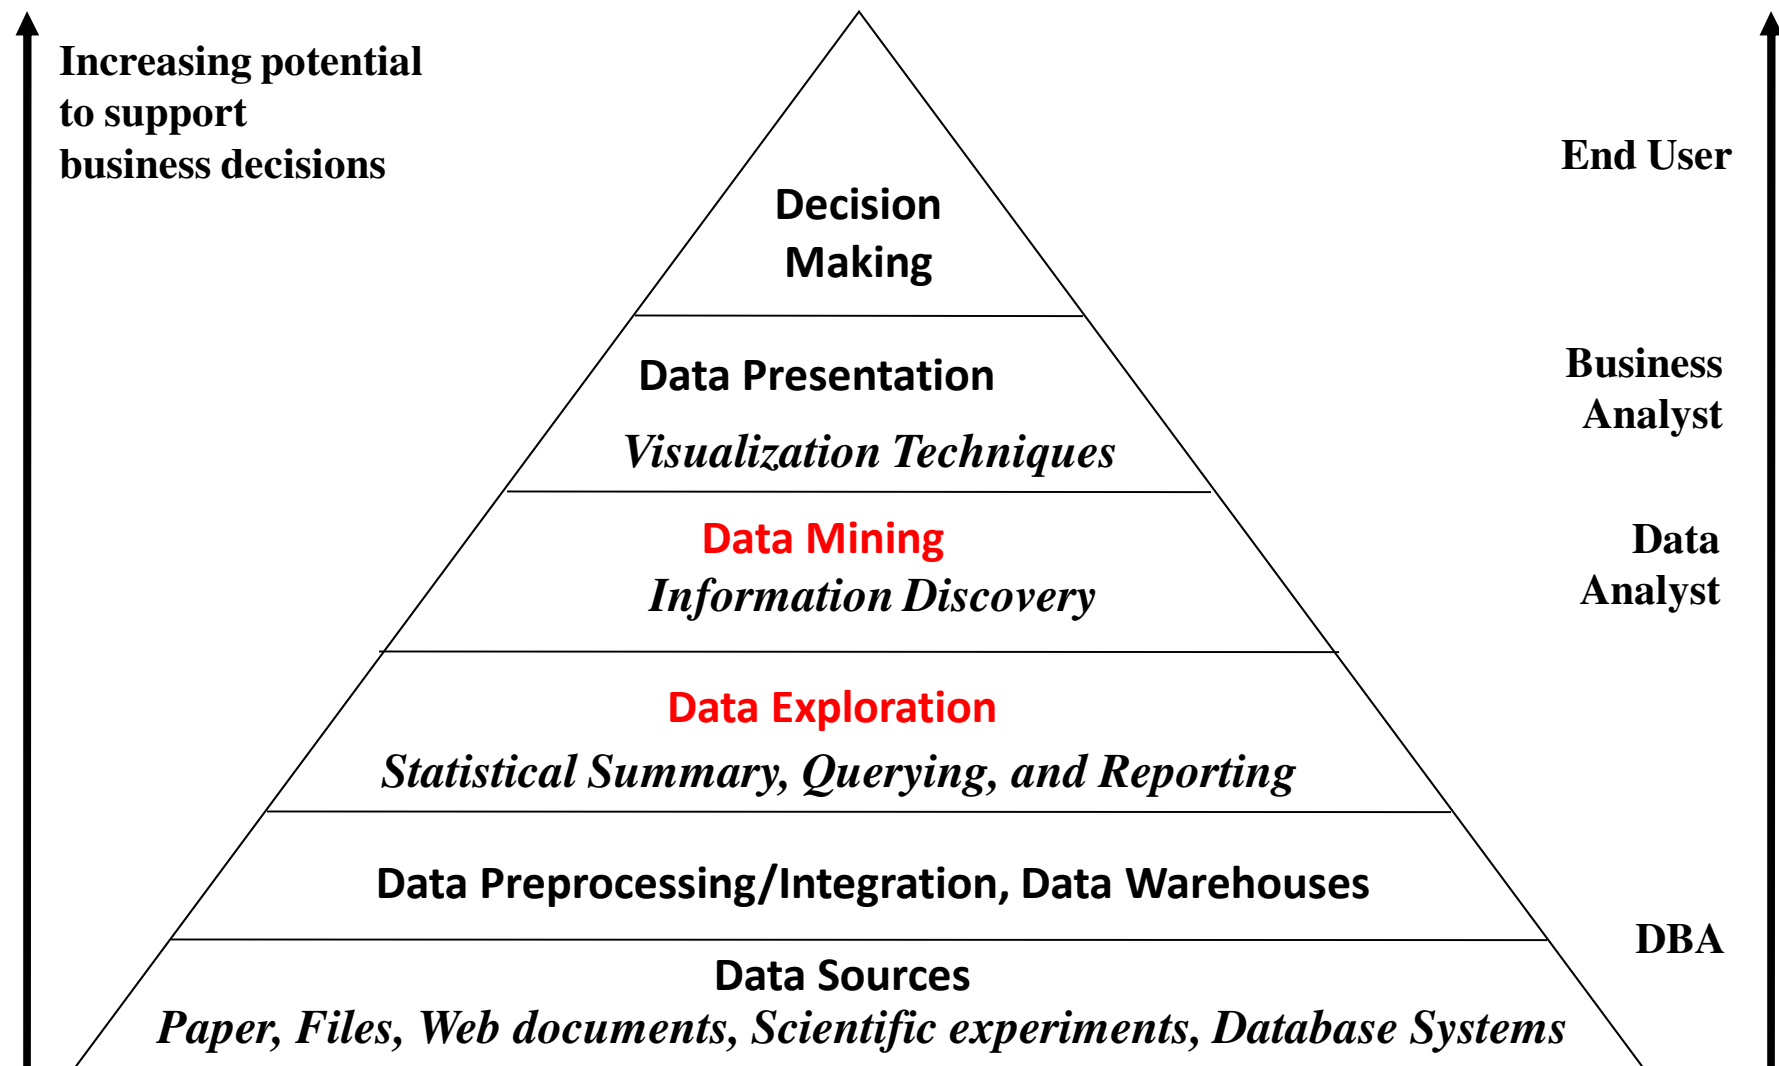 Increasing potential
to support
business decisions
End User
Decision
Making
Business
Analyst
Data Presentation
Visualization Techniques
Data Mining
Information Discovery
Data
Analyst
Data Exploration
Statistical Summary, Querying, and Reporting
Data Preprocessing/Integration, Data Warehouses
DBA
Data Sources
Paper, Files, Web documents, Scientific experiments, Database Systems